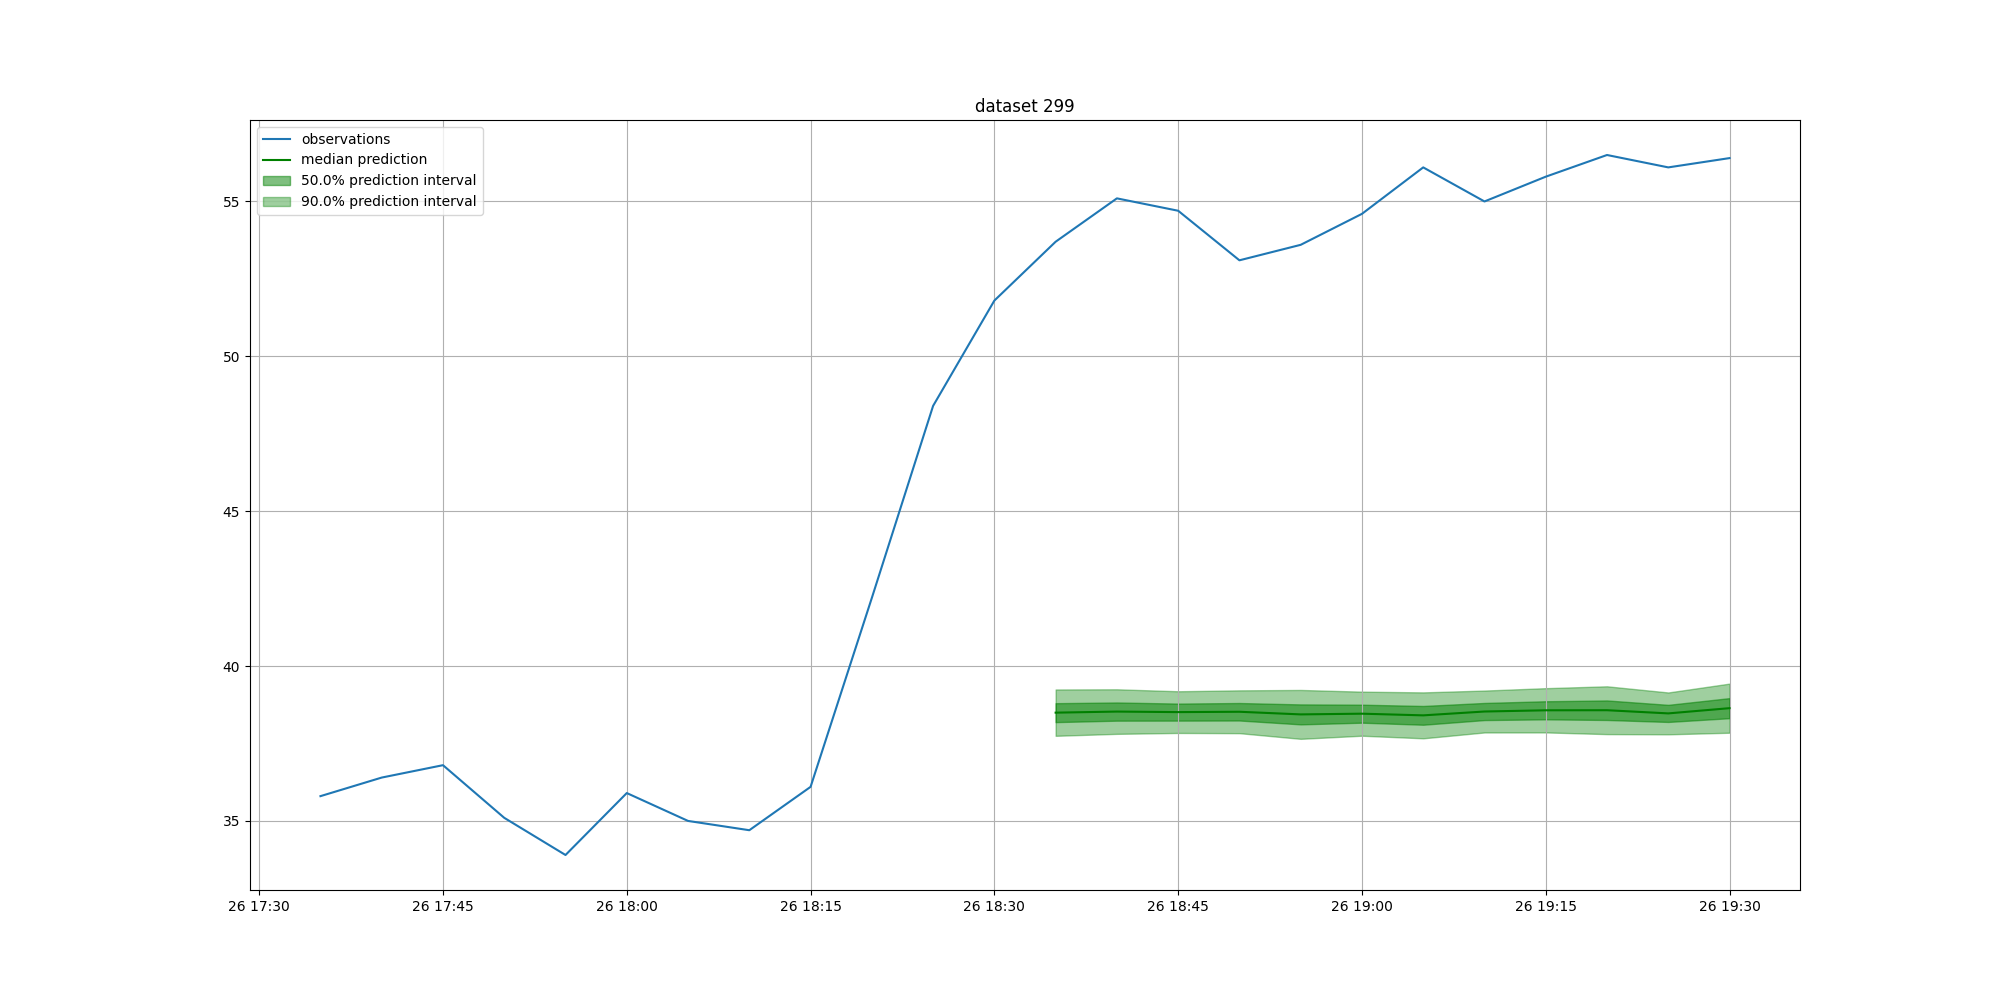 dataset 299
observations
median prediction
50.0% prediction interval
90.0% prediction interval
55
50
45
40
35
26 17:30 26 17:45 26 18:00 26 18:15 26 18:30 26 18:45 26 19:00 26 19:15 26 19:30